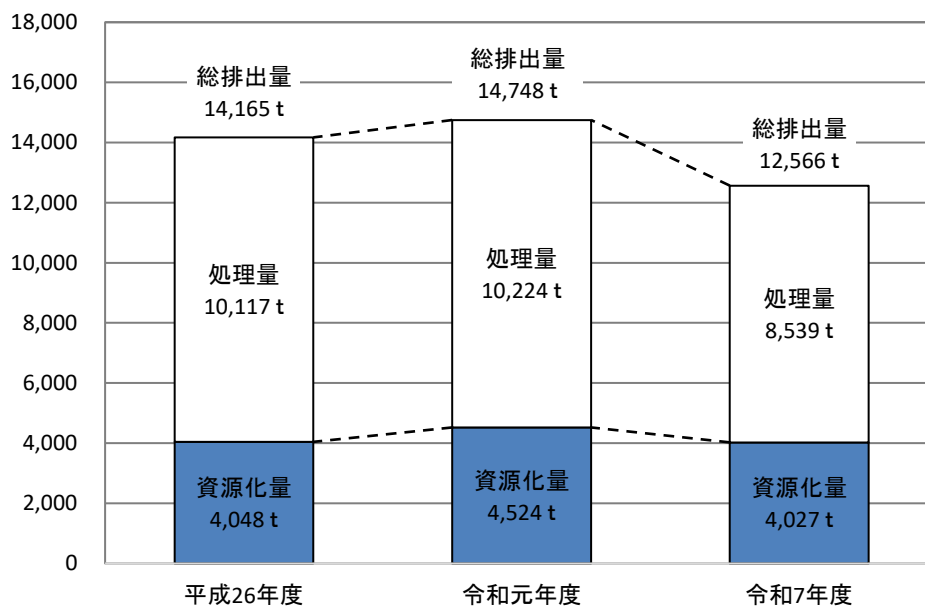 18,000
16,000
14,000
12,000
10,000
8,000
6,000
4,000
2,000
0
総排出量
14,165 t
処理量
10,117 t
資源化量
4,048 t
平成26年度
総排出量
14,748 t
処理量
10,224 t
資源化量
4,524 t
令和元年度
総排出量
12,566 t
処理量
8,539 t
資源化量
4,027 t
令和7年度